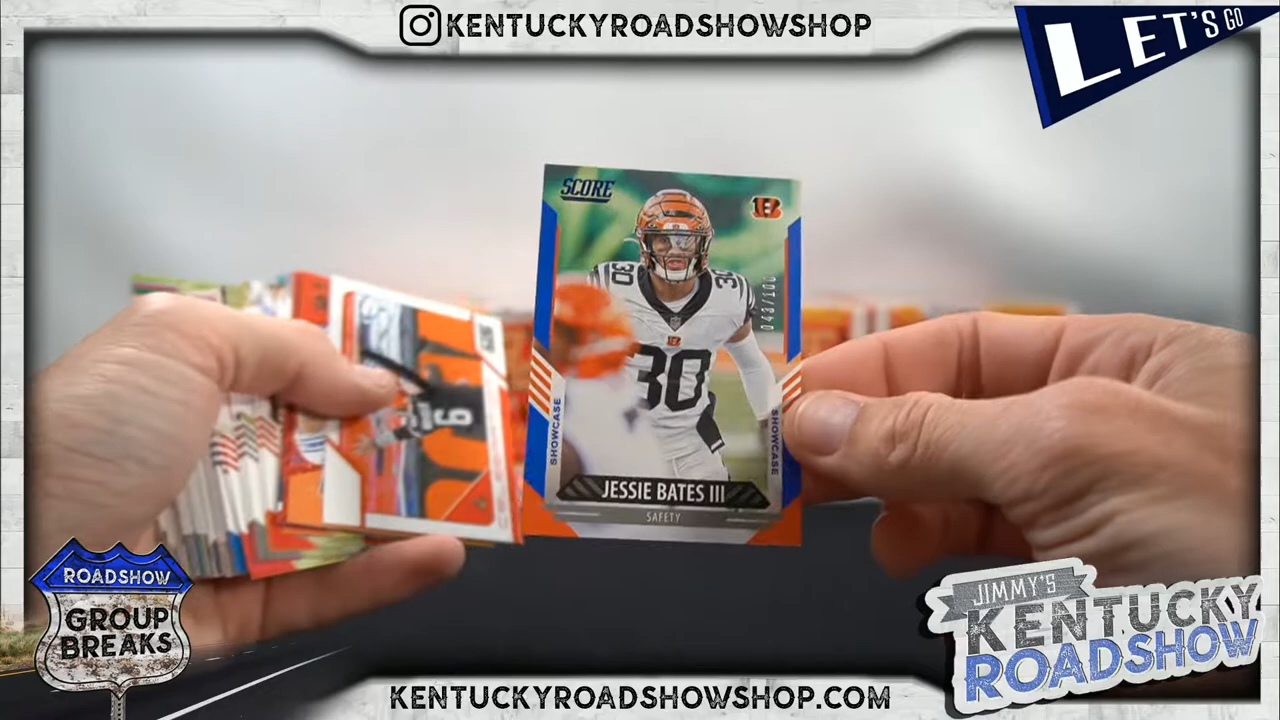 KENTUCKYROADSHOWSHOP
LET'S GO
SCORE
30
30
30
043/100
SHOWCASE
SHOWCASE
JESSIE BATES III
SAFETY
9
ROADSHOW
GROUP
BREAKS
JIMMY'S
KENTUCKY
ROADSHOW
KENTUCKYROADSHOWSHOP.COM